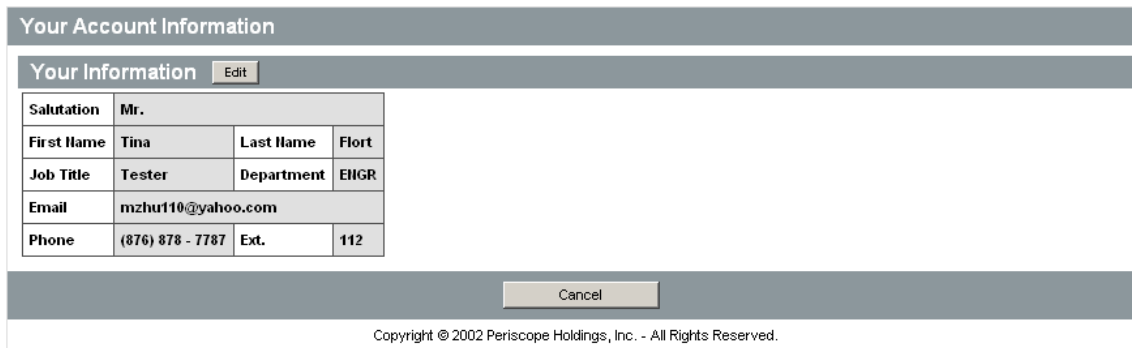 Your Account Information
Your Information Edit
Salutation Mr.
First Name Tina Last Name Flort
Job Title Tester Department ENGR
Email mzhu110@yahoo.com
Phone (876) 878 - 7787 Ext. 112
Cancel
Copyright © 2002 Periscope Holdings, Inc. - All Rights Reserved.